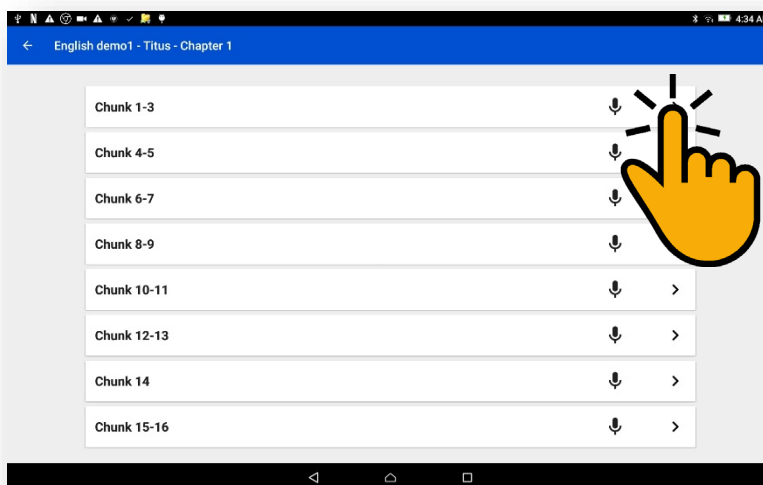 4:34 A
English demo1 - Titus - Chapter 1
Chunk 1-3
Chunk 4-5
Chunk 6-7
Chunk 8-9
Chunk 10-11
Chunk 12-13
Chunk 14
Chunk 15-16